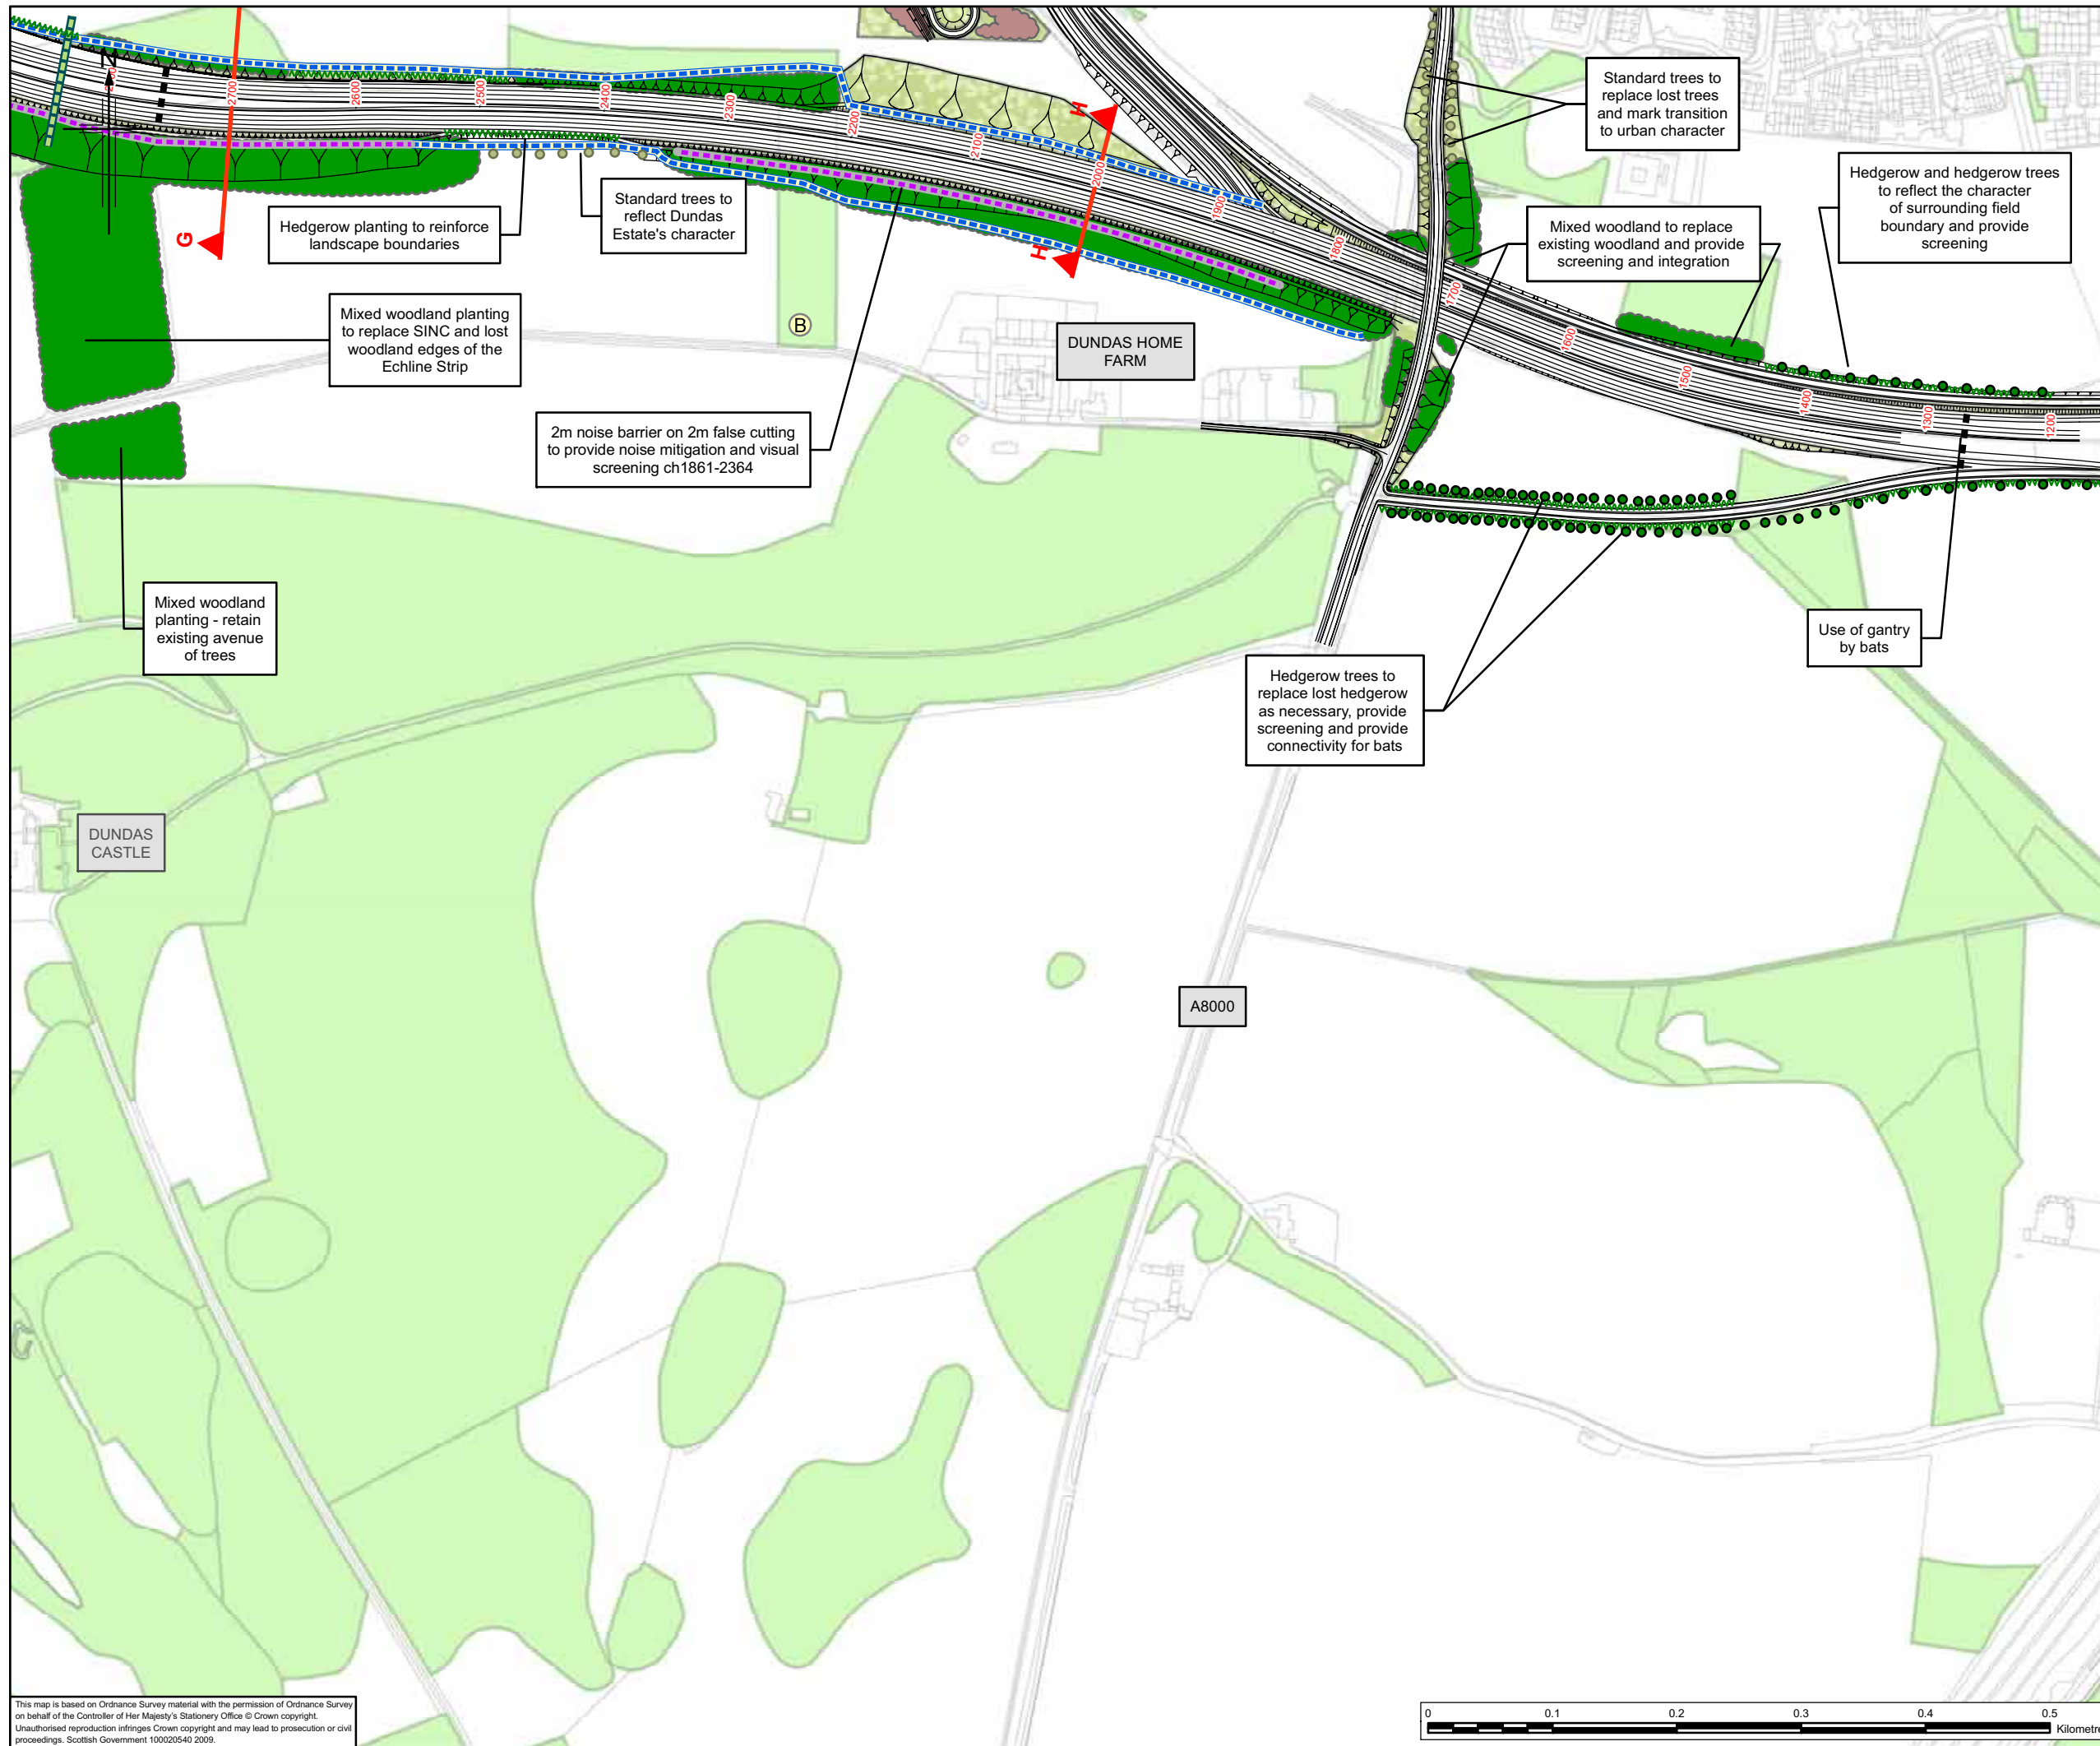 Standard trees to
replace lost trees
and mark transition
to urban character
Hedgerow and hedgerow trees
to reflect the character
of surrounding field
boundary and provide
screening
2700
2600
2500
2400
2300
2200
2100
2000
1900
1800
1700
1600
1500
1400
1300
1200
G
H
H
Hedgerow planting to reinforce
landscape boundaries
Standard trees to
reflect Dundas
Estate's character
Mixed woodland to replace
existing woodland and provide
screening and integration
Mixed woodland planting
to replace SINC and lost
woodland edges of the
Echline Strip
B
DUNDAS HOME
FARM
2m noise barrier on 2m false cutting
to provide noise mitigation and visual
screening ch1861-2364
Mixed woodland
planting - retain
existing avenue
of trees
Use of gantry
by bats
Hedgerow trees to
replace lost hedgerow
as necessary, provide
screening and provide
connectivity for bats
DUNDAS
CASTLE
A8000
This map is based on Ordnance Survey material with the permission of Ordnance Survey
on behalf of the Controller of Her Majesty's Stationery Office © Crown copyright.
Unauthorised reproduction infringes Crown copyright and may lead to prosecution or civil
proceedings. Scottish Government 100020540 2009.
0 0.1 0.2 0.3 0.4 0.5
Kilometre